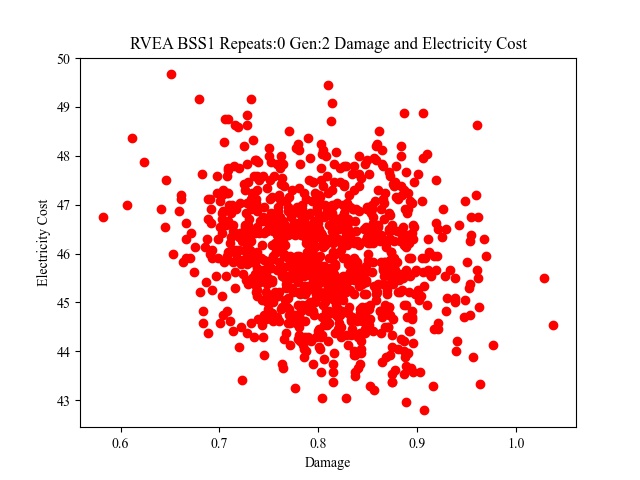 RVEA BSS1 Repeats:0 Gen:2 Damage and Electricity Cost
50
49
48
47
46
45
44
43
Electricity Cost
0.6 0.7 0.8 0.9 1.0
Damage